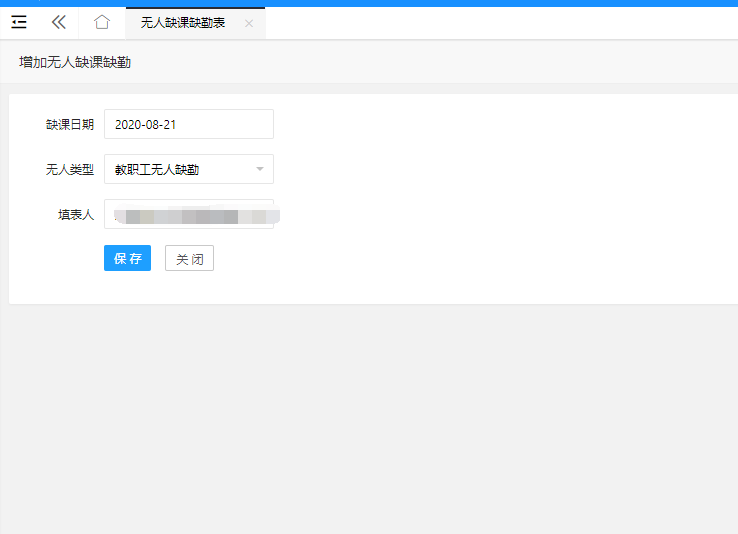 无人缺课缺勤表
增加无人缺课缺勤
缺课日期 2020-08-21
无人类型 教职工无人缺勤
填表人
保存 关闭